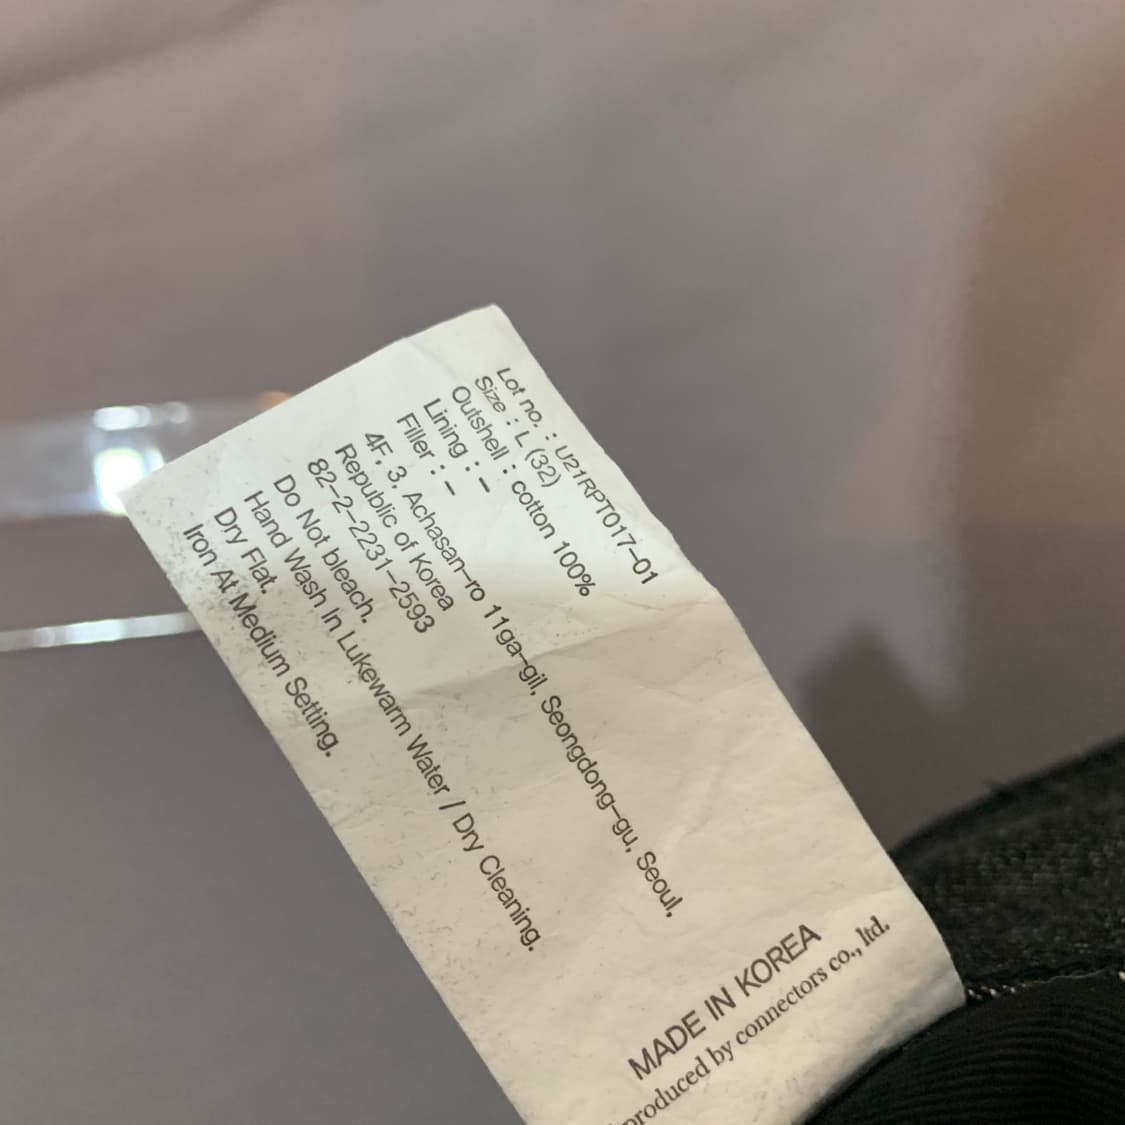 Lot no. : U21RPT017-01
Size : L (32)
Outshell : cotton 100%
Lining : -
Filler : -
4F, 3, Achasan-ro 11ga-gil, Seongdong-gu, Seoul,
Republic of Korea
82-2-2231-2593
Do Not bleach.
Hand Wash In Lukewarm Water / Dry Cleaning.
Dry Flat.
Iron At Medium Setting.
MADE IN KOREA
produced by connectors co., ltd.